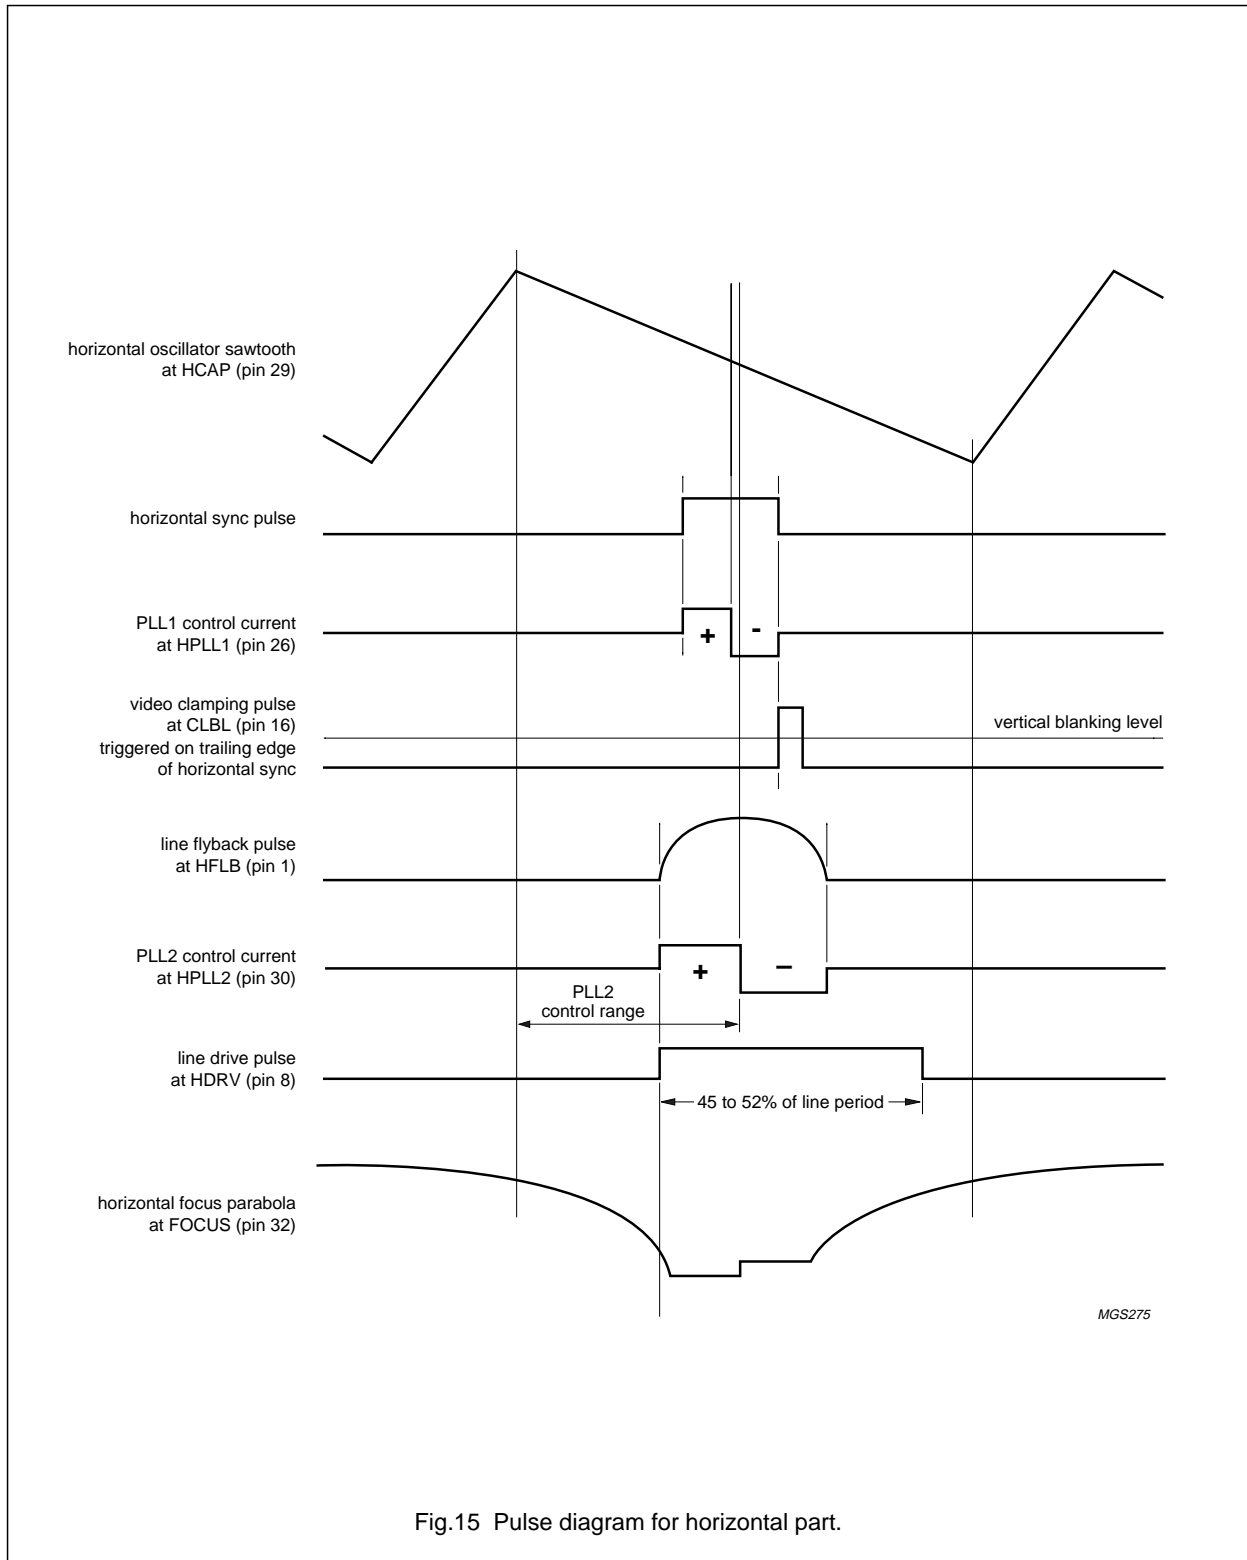 horizontal oscillator sawtooth
at HCAP (pin 29)
horizontal sync pulse
PLL1 control current
at HPLL1 (pin 26)
+
-
video clamping pulse
at CLBL (pin 16)
triggered on trailing edge
of horizontal sync
vertical blanking level
line flyback pulse
at HFLB (pin 1)
PLL2 control current
at HPLL2 (pin 30)
+
–
PLL2
control range
line drive pulse
at HDRV (pin 8)
45 to 52% of line period
horizontal focus parabola
at FOCUS (pin 32)
MGS275
Fig.15 Pulse diagram for horizontal part.